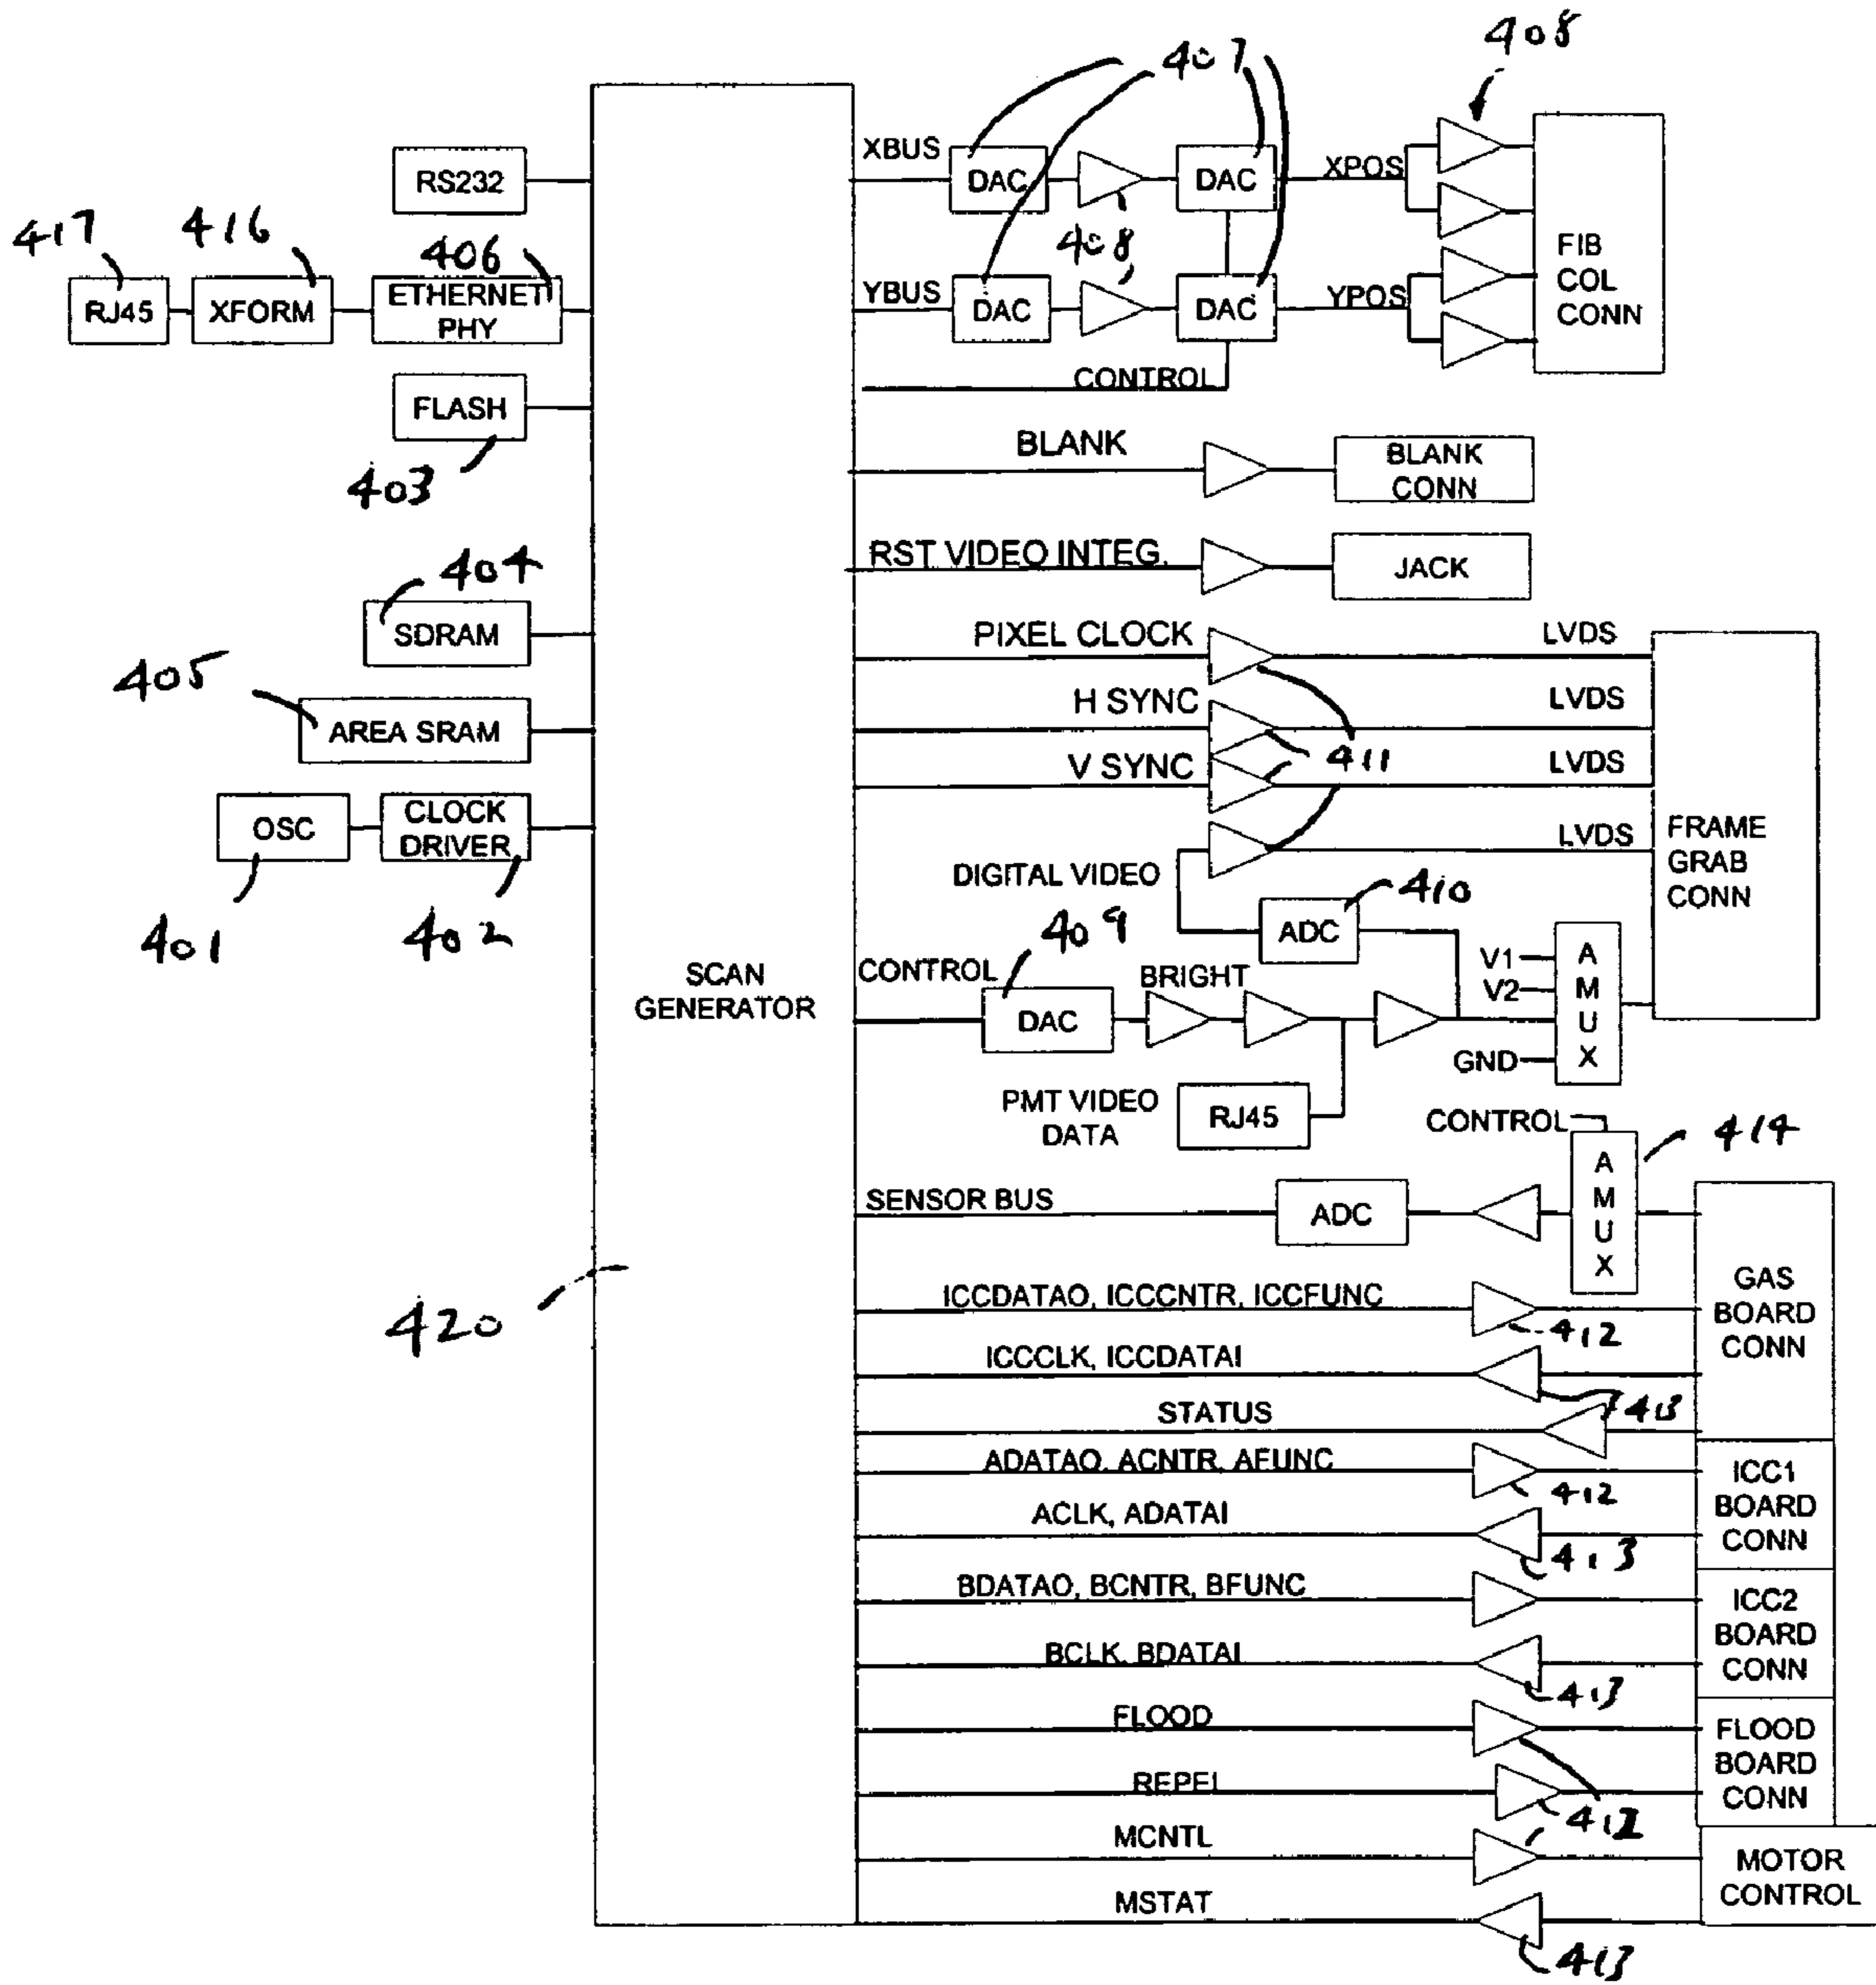 407
408
XBUS
DAC
DAC
XPOS
RS232
417
416
406
408
FIB
COL
CONN
RJ45
XFORM
ETHERNET
PHY
YBUS
DAC
DAC
YPOS
CONTROL
FLASH
403
BLANK
BLANK
CONN
RST VIDEO INTEG.
JACK
404
SDRAM
PIXEL CLOCK
LVDS
405
AREA SRAM
H SYNC
LVDS
411
V SYNC
LVDS
OSC
CLOCK
DRIVER
LVDS
FRAME
GRAB
CONN
DIGITAL VIDEO
410
ADC
401
402
409
SCAN
GENERATOR
CONTROL
DAC
BRIGHT
V1
V2
GND
A
M
U
X
PMT VIDEO
DATA
RJ45
CONTROL
414
A
M
U
X
SENSOR BUS
ADC
GAS
BOARD
CONN
420
ICCDATAO, ICCCNTR, ICCFUNC
412
ICCCLK, ICCDATAI
413
STATUS
ADATAO, ACNTR, AFUNC
412
ICC1
BOARD
CONN
ACLK, ADATAI
413
BDATAO, BCNTR, BFUNC
ICC2
BOARD
CONN
BCLK, BDATAI
413
FLOOD
FLOOD
BOARD
CONN
REPEL
412
MCNTL
MOTOR
CONTROL
MSTAT
413